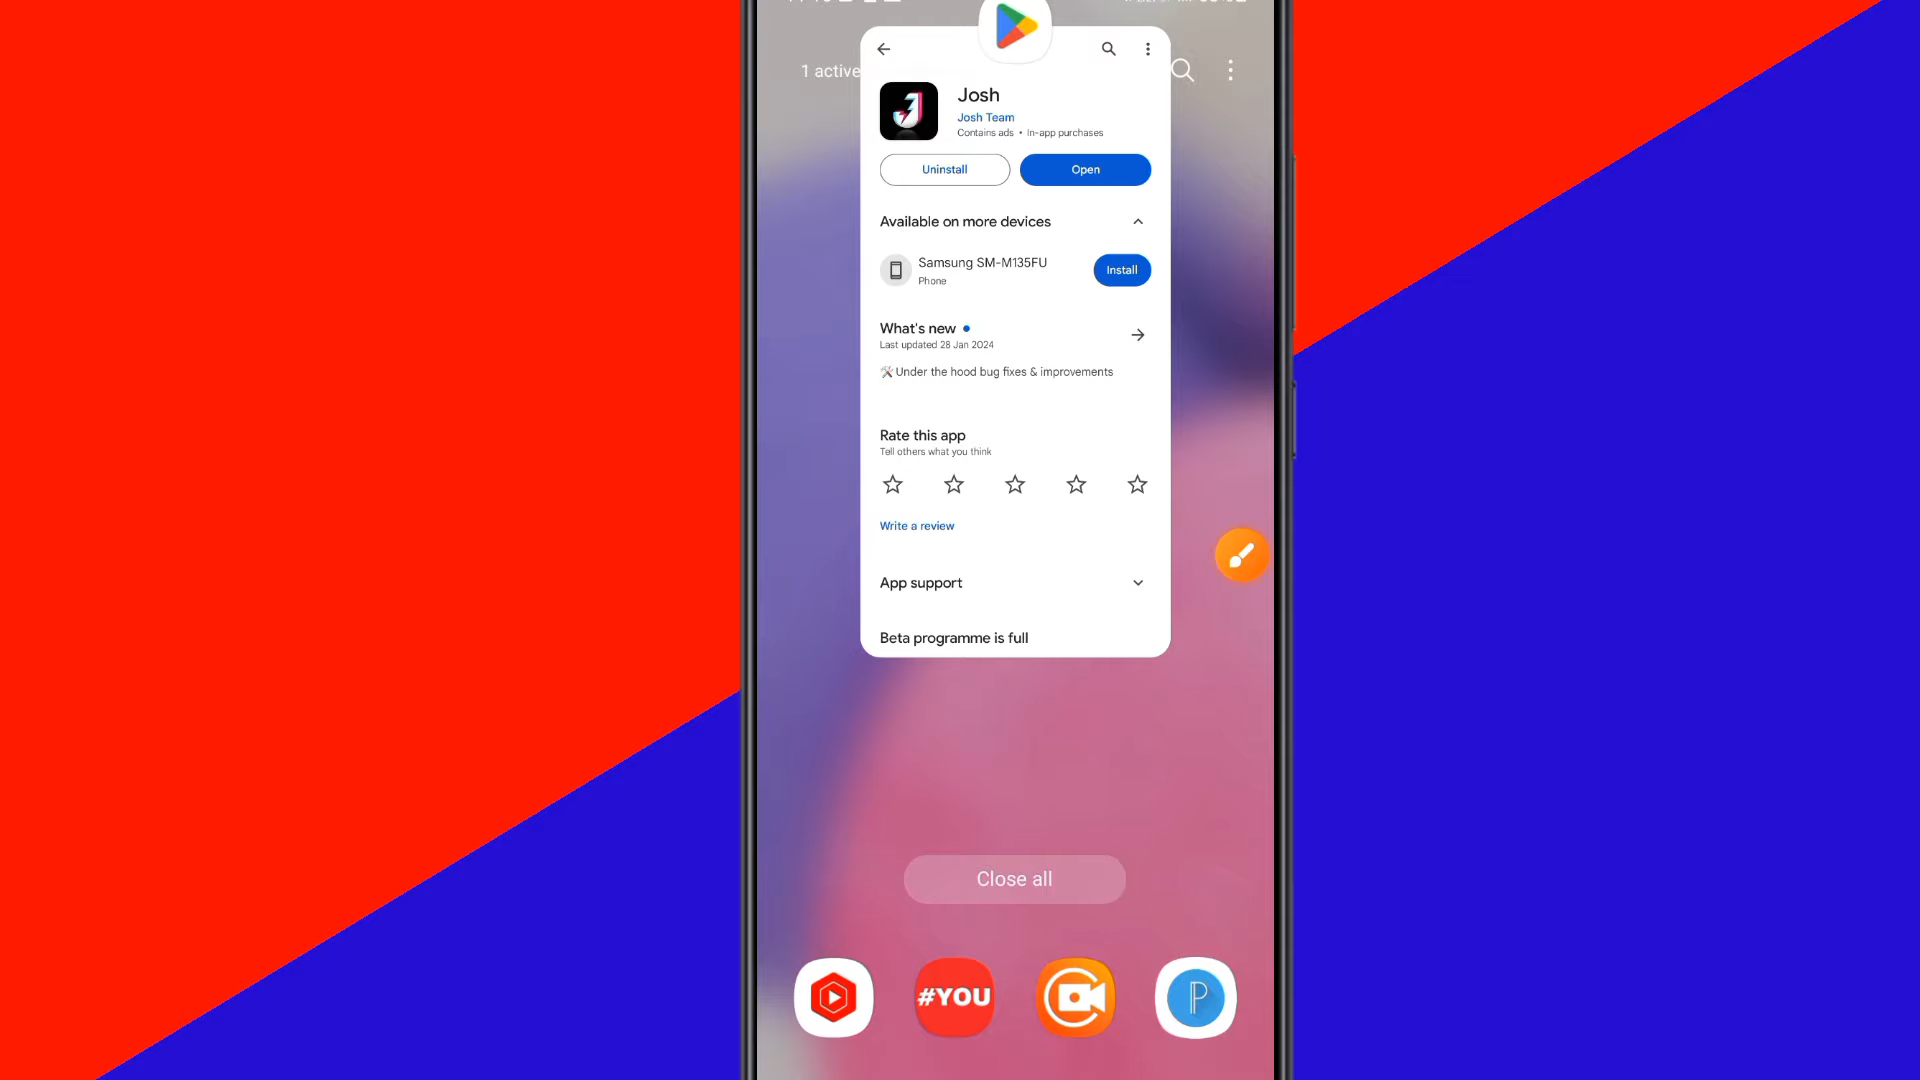 1 active
Josh
Josh Team
Contains ads • In-app purchases
Uninstall
Open
Available on more devices
Samsung SM-M135FU
Phone
Install
What's new
Last updated 28 Jan 2024
🛠️Under the hood bug fixes & improvements
Rate this app
Tell others what you think
Write a review
App support
Beta programme is full
Close all
#YOU